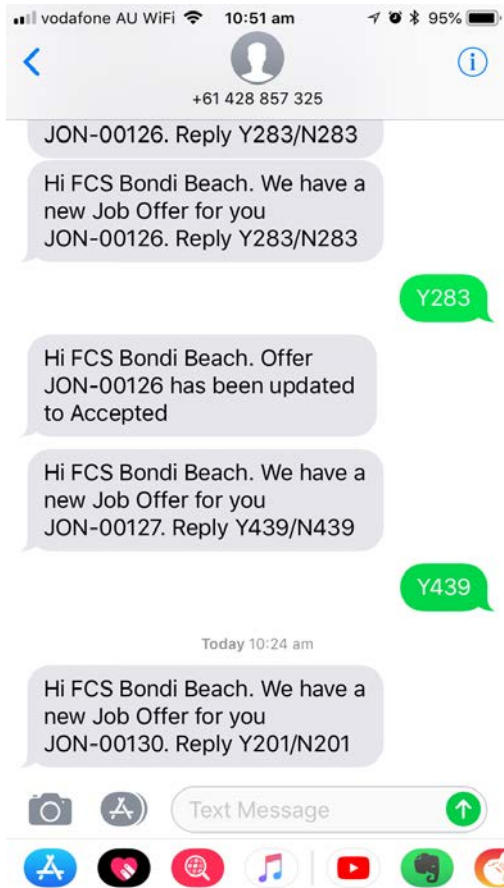 vodafone AU WiFi 10:51 am 95%
+61 428 857 325
JON-00126. Reply Y283/N283
Hi FCS Bondi Beach. We have a
new Job Offer for you
JON-00126. Reply Y283/N283
Y283
Hi FCS Bondi Beach. Offer
JON-00126 has been updated
to Accepted
Hi FCS Bondi Beach. We have a
new Job Offer for you
JON-00127. Reply Y439/N439
Y439
Today 10:24 am
Hi FCS Bondi Beach. We have a
new Job Offer for you
JON-00130. Reply Y201/N201
Text Message